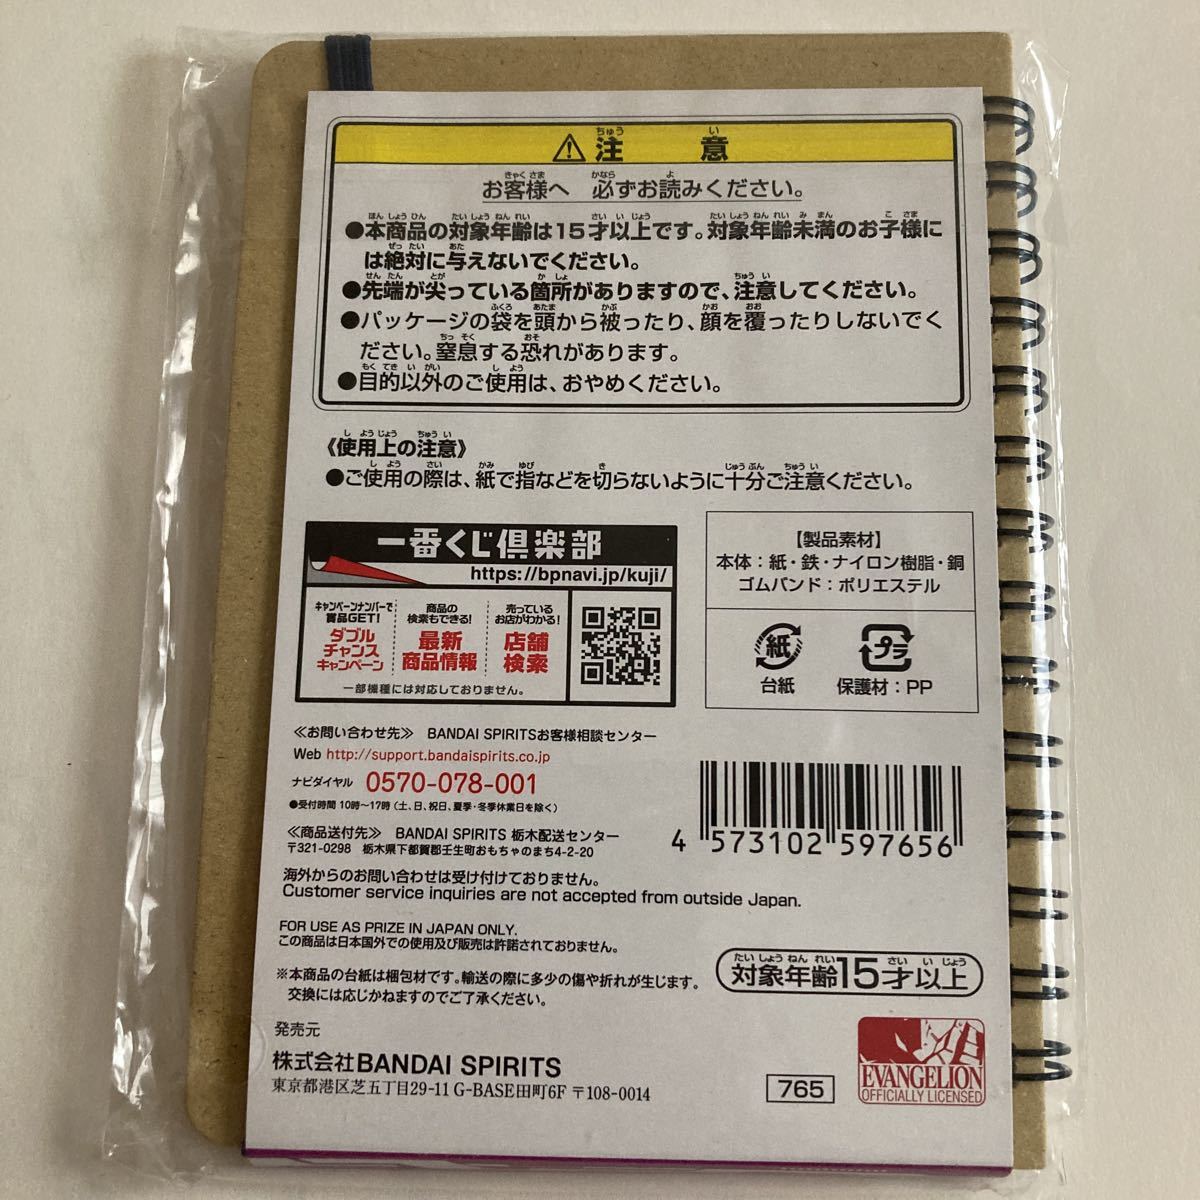 ⚠注意
お客様へ 必ずお読みください。
●本商品の対象年齢は15才以上です。対象年齢未満のお子様に
は絶対に与えないでください。
●先端が尖っている箇所がありますので、注意してください。
●パッケージの袋を頭から被ったり、顔を覆ったりしないでく
ださい。窒息する恐れがあります。
●目的以外のご使用は、おやめください。
《使用上の注意》
●ご使用の際は、紙で指などを切らないように十分ご注意ください。
一番くじ倶楽部
https://bpnavi.jp/kuji/
キャンペーンナンバーで
賞品GET!
ダブル
チャンス
キャンペーン
商品の
検索もできる!
最新
商品情報
売っている
お店がわかる!
店舗
検索
一部機種には対応しておりません。
【製品素材】
本体：紙・鉄・ナイロン樹脂・銅
ゴムバンド：ポリエステル
紙
台紙
プラ
保護材：PP
≪お問い合わせ先≫ BANDAI SPIRITSお客様相談センター
Web http://support.bandaispirits.co.jp
ナビダイヤル 0570-078-001
●受付時間 10時〜17時（土、日、祝日、夏季・冬季休業日を除く）
≪商品送付先≫ BANDAI SPIRITS 栃木配送センター
〒321-0298 栃木県下都賀郡壬生町おもちゃのまち4-2-20
4 573102 597656
海外からのお問い合わせは受け付けておりません。
Customer service inquiries are not accepted from outside Japan.
FOR USE AS PRIZE IN JAPAN ONLY.
この商品は日本国外での使用及び販売は許諾されておりません。
※本商品の台紙は梱包材です。輸送の際に多少の傷や折れが生じます。
交換には応じかねますのでご了承ください。
対象年齢15才以上
発売元
株式会社BANDAI SPIRITS
東京都港区芝五丁目29-11 G-BASE田町6F 〒108-0014
765
EVANGELION
OFFICIALLY LICENSED